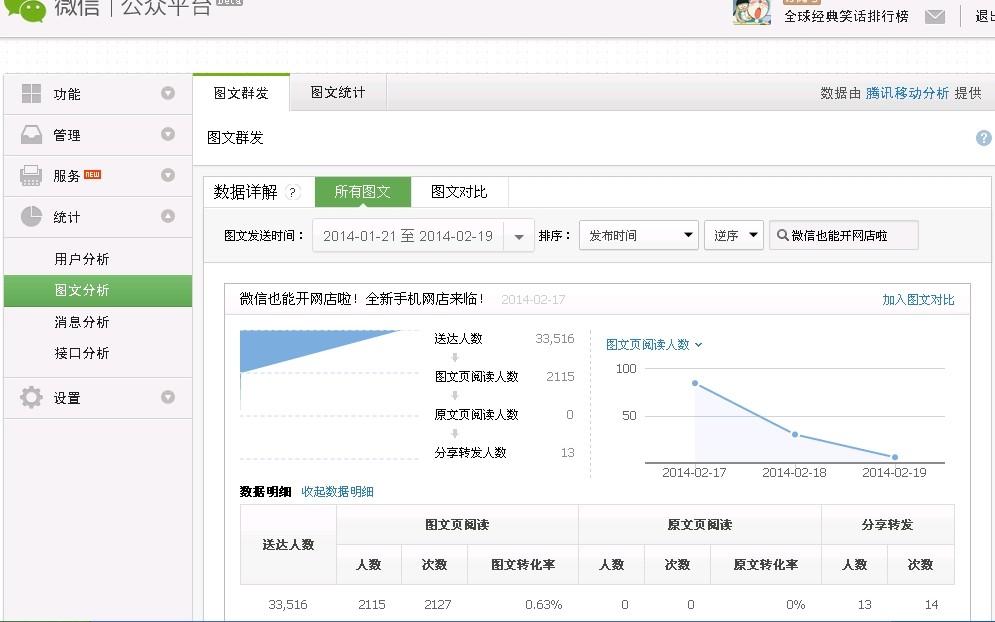 微信 公众平台 beta
全球经典笑话排行榜 退出
功能
管理
服务 NEW
统计
用户分析
图文分析
消息分析
接口分析
设置
图文群发 图文统计 数据由 腾讯移动分析 提供
图文群发 ?
数据详解 ? 所有图文 图文对比
图文发送时间： 2014-01-21 至 2014-02-19 排序： 发布时间 逆序 微信也能开网店啦
微信也能开网店啦！全新手机网店来临！ 2014-02-17 加入图文对比
送达人数 33,516
图文页阅读人数 2115
原文页阅读人数 0
分享转发人数 13
图文页阅读人数
100
50
2014-02-17 2014-02-18 2014-02-19
数据明细 收起数据明细
送达人数 图文页阅读 原文页阅读 分享转发
人数 次数 图文转化率 人数 次数 原文转化率 人数 次数
33,516 2115 2127 0.63% 0 0 0% 13 14